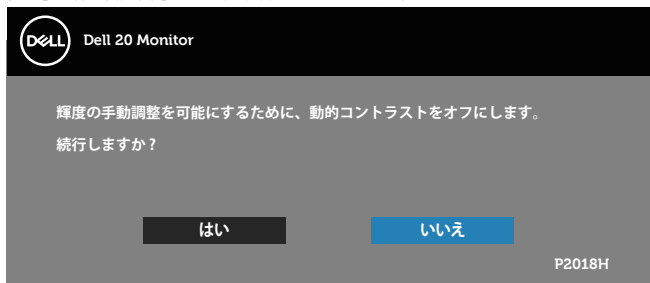 DELL
Dell 20 Monitor
輝度の手動調整を可能にするために、動的コントラストをオフにします。
続行しますか ?
はい
いいえ
P2018H